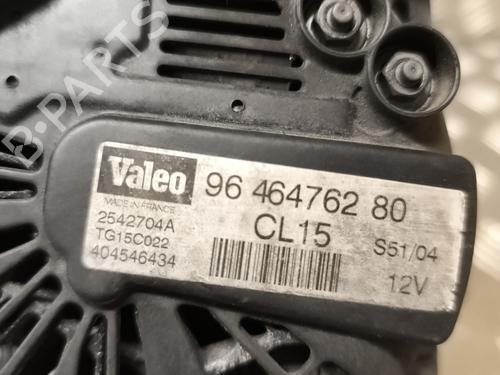 Valeo
96 464762 80
MADE IN FRANCE
2542704A
CL15
S51/04
TG15C022
404546434
12V
B-PARTS